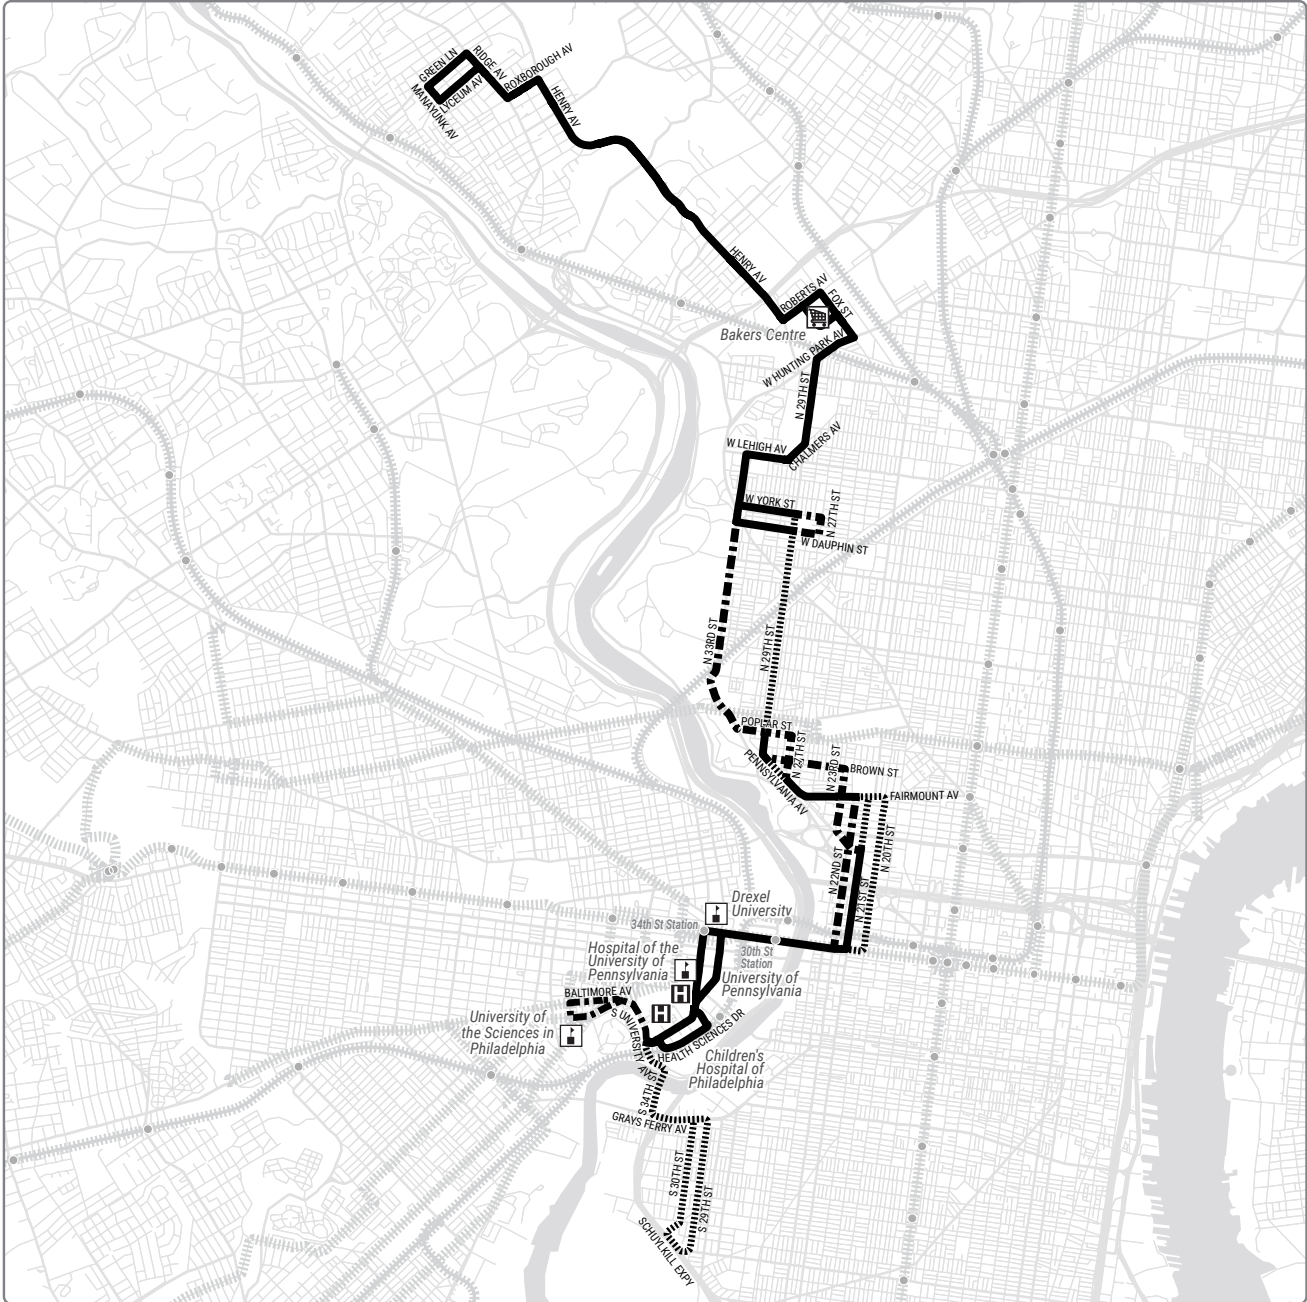 GREEN LN
RIDGE AV
ROXBOROUGH AV
LYCEUM AV
MANAYUNK AV
HENRY AV
HENRY AV
ROBERTS AV
FOX ST
Bakers Centre
W HUNTING PARK AV
N 29TH ST
CHALMERS AV
W LEHIGH AV
W YORK ST
N 27TH ST
W DAUPHIN ST
N 33RD ST
N 29TH ST
POPLAR ST
N 27TH ST
N 23RD ST
BROWN ST
PENNSYLVANIA AV
FAIRMOUNT AV
N 20TH ST
N 22ND ST
N 21ST ST
Drexel
University
34th St Station
30th St
Station
Hospital of the
University of
Pennsylvania
University of
Pennsylvania
H
H
BALTIMORE AV
University of
the Sciences in
Philadelphia
S UNIVERSITY AV
HEALTH SCIENCES DR
Children's
Hospital of
Philadelphia
S 34TH ST
GRAYS FERRY AV
S 30TH ST
S 29TH ST
SCHUYLKILL EXPY